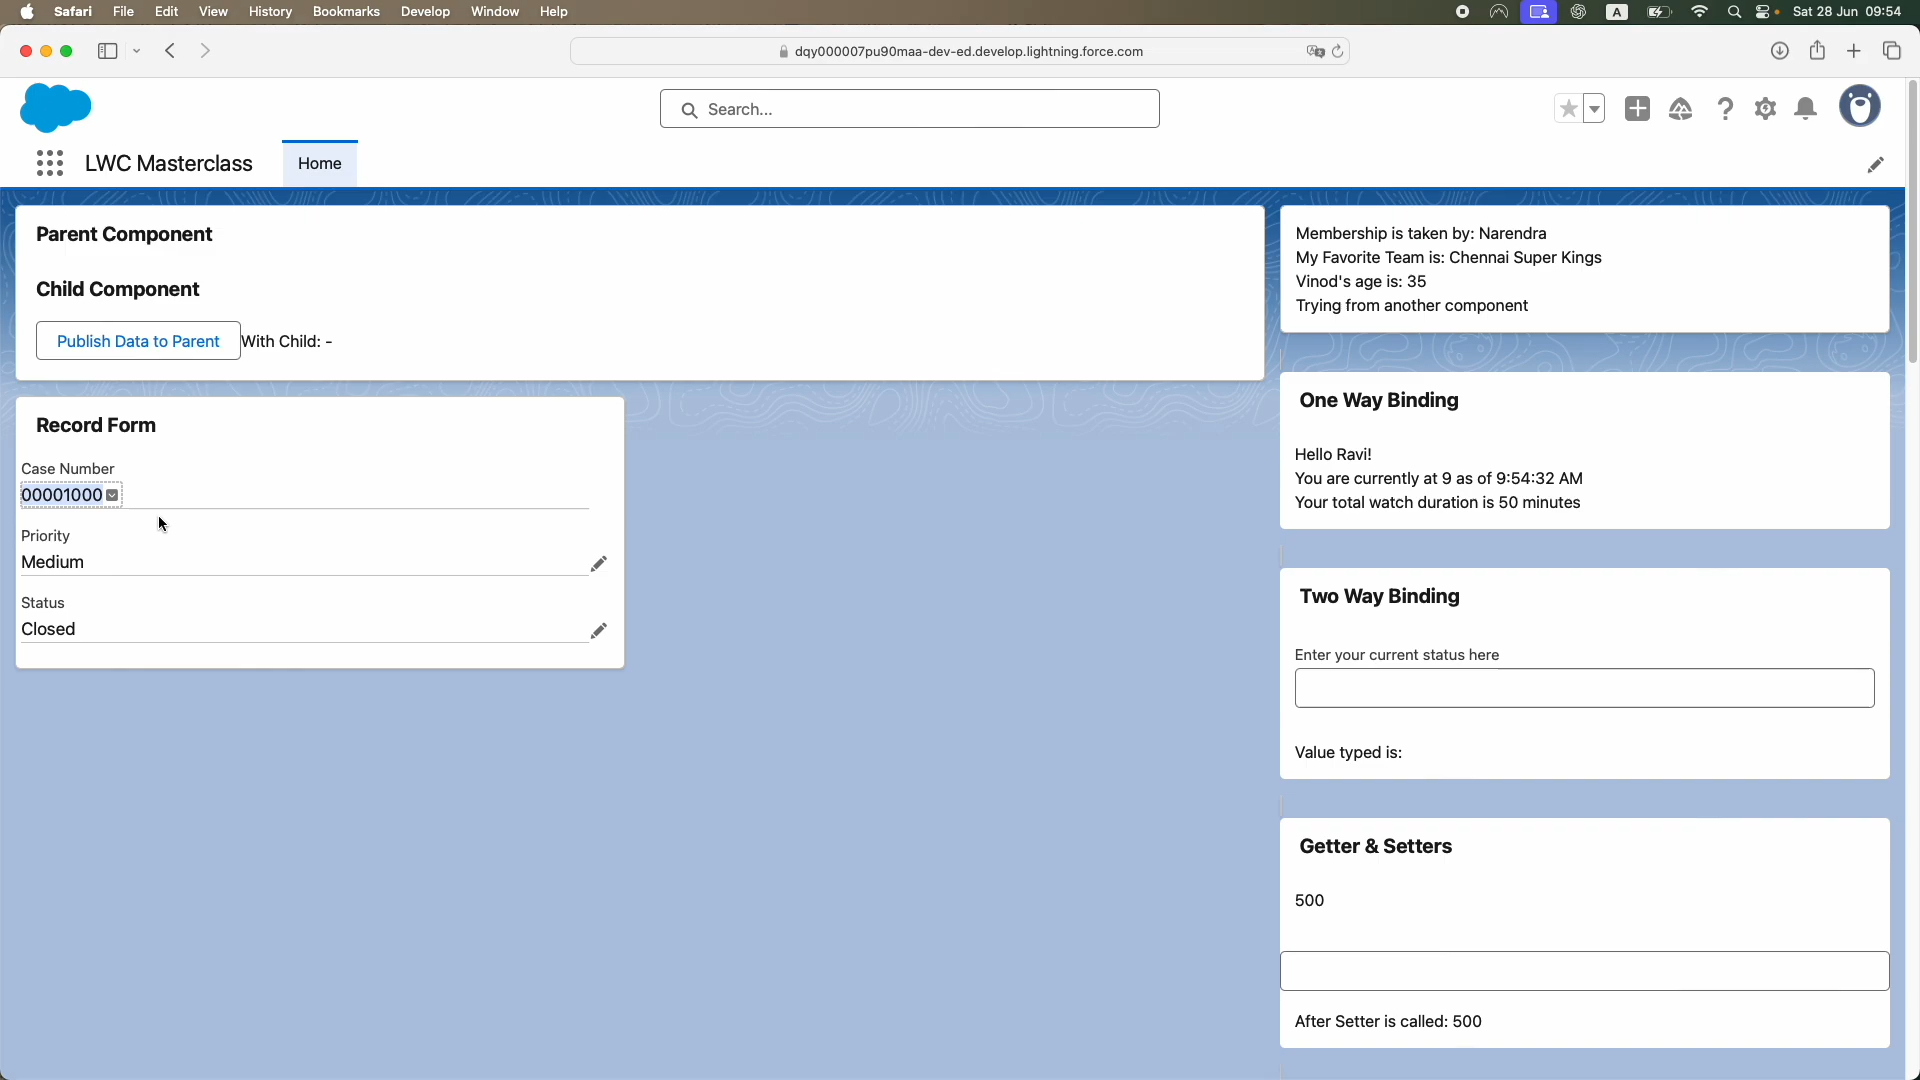 Safari File Edit View History Bookmarks Develop Window Help
A
Sat 28 Jun 09:54
dqy000007pu90maa-dev-ed.develop.lightning.force.com
Search...
LWC Masterclass
Home
Parent Component
Child Component
Publish Data to Parent
With Child: -
Record Form
Case Number
00001000
Priority
Medium
Status
Closed
Membership is taken by: Narendra
My Favorite Team is: Chennai Super Kings
Vinod's age is: 35
Trying from another component
One Way Binding
Hello Ravi!
You are currently at 9 as of 9:54:32 AM
Your total watch duration is 50 minutes
Two Way Binding
Enter your current status here
Value typed is:
Getter & Setters
500
After Setter is called: 500